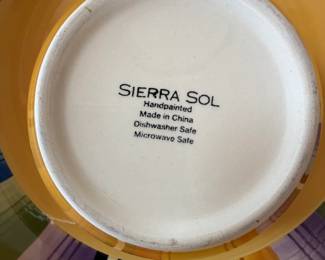 SIERRA SOL
Handpainted
Made in China
Dishwasher Safe
Microwave Safe